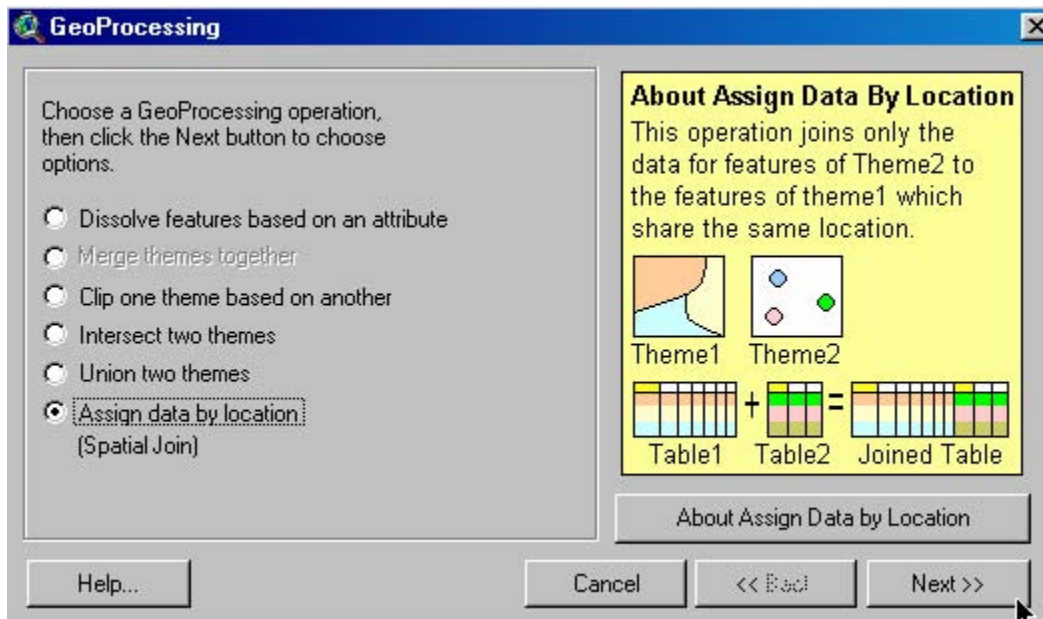 GeoProcessing
Choose a GeoProcessing operation,
then click the Next button to choose
options.
Dissolve features based on an attribute
Merge themes together
Clip one theme based on another
Intersect two themes
Union two themes
Assign data by location
(Spatial Join)
About Assign Data By Location
This operation joins only the
data for features of Theme2 to
the features of theme1 which
share the same location.
Theme1 Theme2
+ =
Table1 Table2 Joined Table
About Assign Data by Location
Help... Cancel << Back Next >>